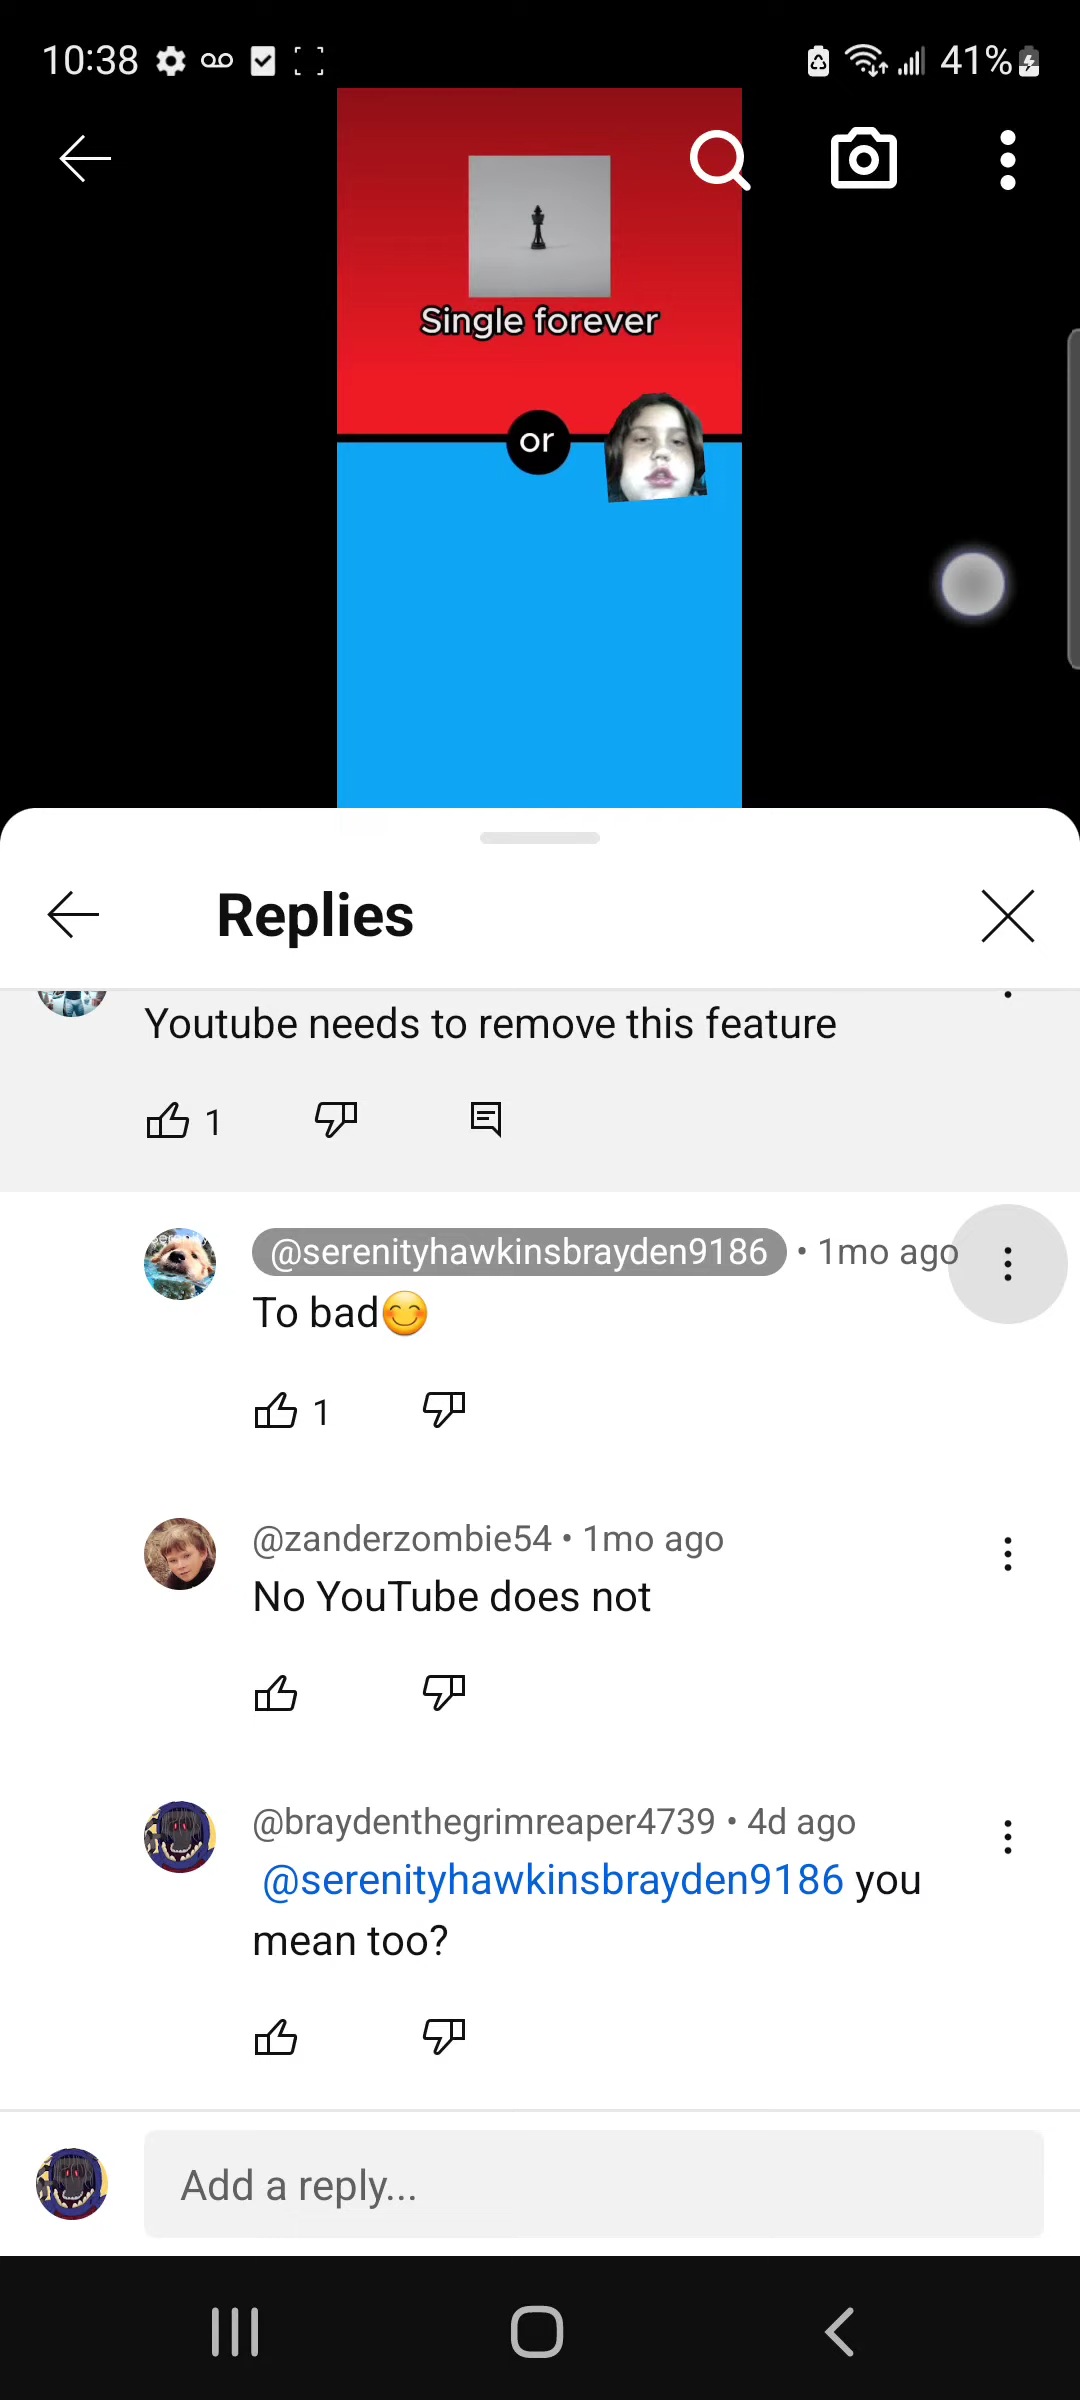 10:38
41%
Single forever
or
Replies
Youtube needs to remove this feature
1
@serenityhawkinsbrayden9186 • 1mo ago
To bad😊
1
@zanderzombie54 • 1mo ago
No YouTube does not
@braydenthegrimreaper4739 • 4d ago
@serenityhawkinsbrayden9186 you
mean too?
Add a reply...